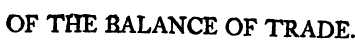 OF THE BALANCE OF TRADE.